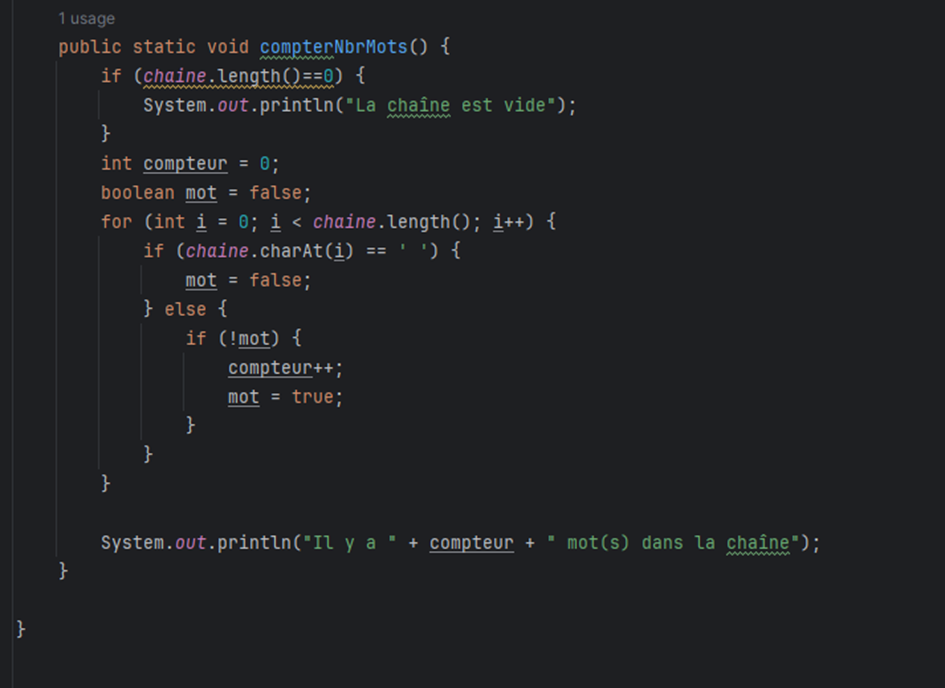 1 usage
public static void compterNbrMots() {
if (chaine.length()==0) {
System.out.println("La chaîne est vide");
}
int compteur = 0;
boolean mot = false;
for (int i = 0; i < chaine.length(); i++) {
if (chaine.charAt(i) == ' ') {
mot = false;
} else {
if (!mot) {
compteur++;
mot = true;
}
}
}
System.out.println("Il y a " + compteur + " mot(s) dans la chaîne");
}
}